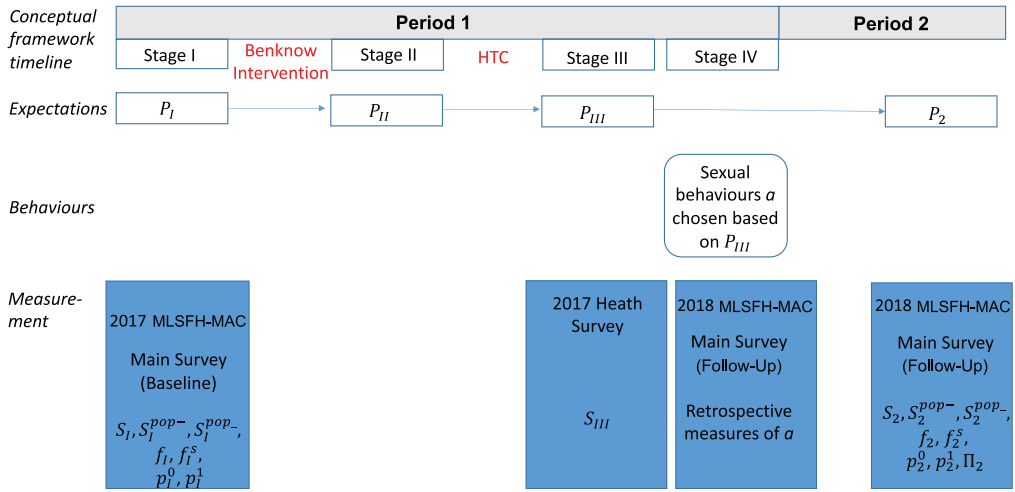 Conceptual
framework
timeline
Period 1
Period 2
Stage I
Benknow
Intervention
Stage II
HTC
Stage III
Stage IV
Expectations
P_I
P_II
P_III
P_2
Behaviours
Sexual
behaviours a
chosen based
on P_III
Measure-
ment
2017 MLSFH-MAC
Main Survey
(Baseline)
S_I, S_I^{pop−}, S_I^{pop−},
f_I, f_I^s,
p_I^0, p_I^1
2017 Heath
Survey
S_III
2018 MLSFH-MAC
Main Survey
(Follow-Up)
Retrospective
measures of a
2018 MLSFH-MAC
Main Survey
(Follow-Up)
S_2, S_2^{pop−}, S_2^{pop−},
f_2, f_2^s,
p_2^0, p_2^1, Π_2